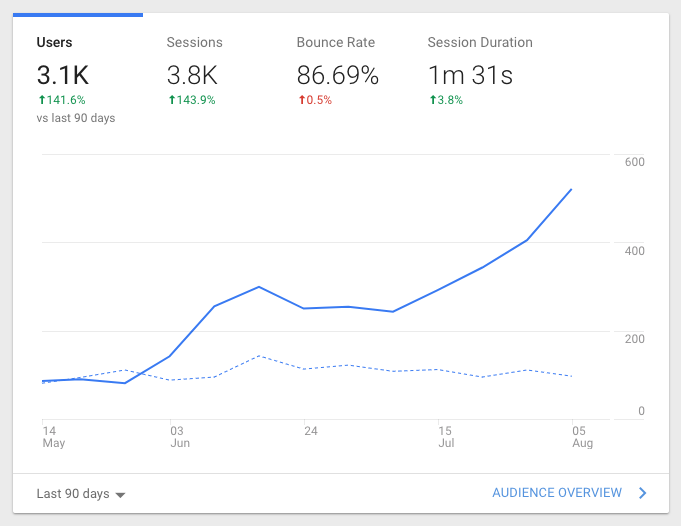 Users Sessions Bounce Rate Session Duration
3.1K 3.8K 86.69% 1m 31s
↑141.6% ↑143.9% ↑0.5% ↑3.8%
vs last 90 days
600
400
200
0
14 03 24 15 05
May Jun Jul Aug
Last 90 days AUDIENCE OVERVIEW